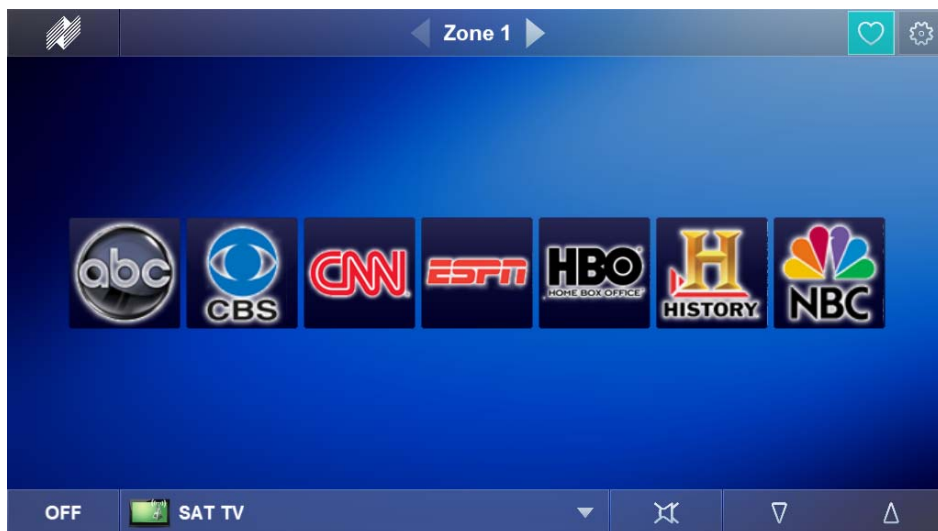 Zone 1
abc
CBS
CNN
ESPN
HBO
HOME BOX OFFICE
H
HISTORY
NBC
OFF
SAT TV